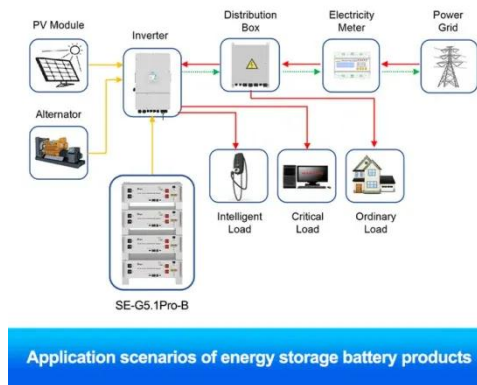 PV Module
Inverter
Distribution
Box
Electricity
Meter
Power
Grid
Alternator
Intelligent
Load
Critical
Load
Ordinary
Load
SE-G5.1Pro-B
Application scenarios of energy storage battery products